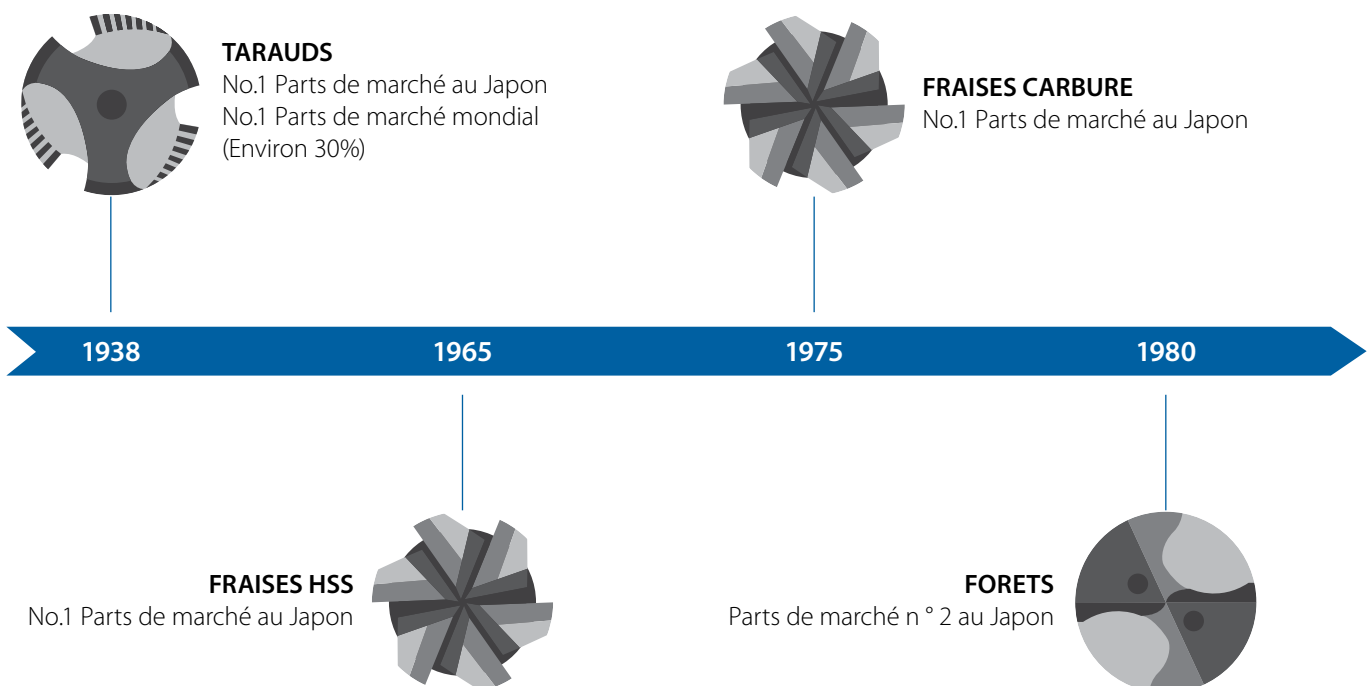 TARAUDS
No.1 Parts de marché au Japon
No.1 Parts de marché mondial
(Environ 30%)
FRAISES CARBURE
No.1 Parts de marché au Japon
1938
1965
1975
1980
FRAISES HSS
No.1 Parts de marché au Japon
FORETS
Parts de marché n ° 2 au Japon